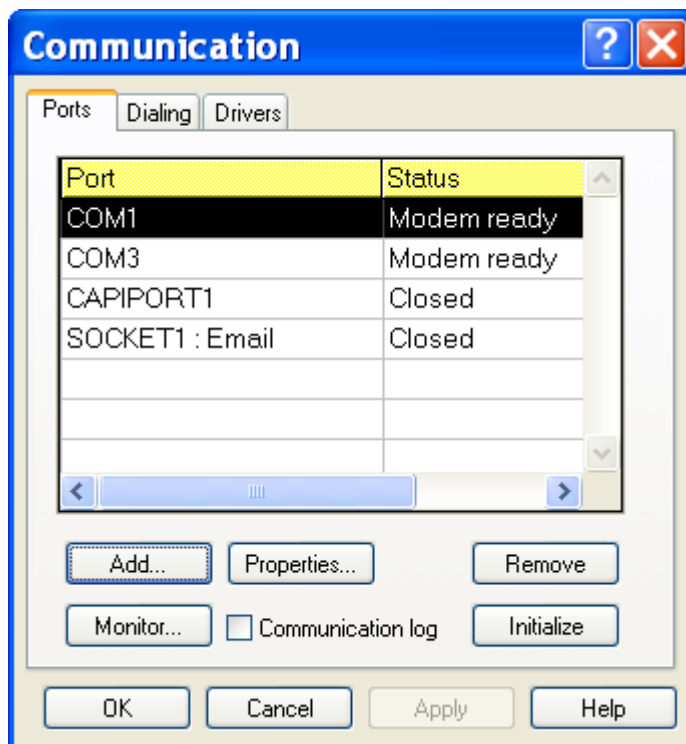 Communication
Ports Dialing Drivers
Port Status
COM1 Modem ready
COM3 Modem ready
CAPIPORT1 Closed
SOCKET1 : Email Closed
Add... Properties... Remove
Monitor... Communication log Initialize
OK Cancel Apply Help